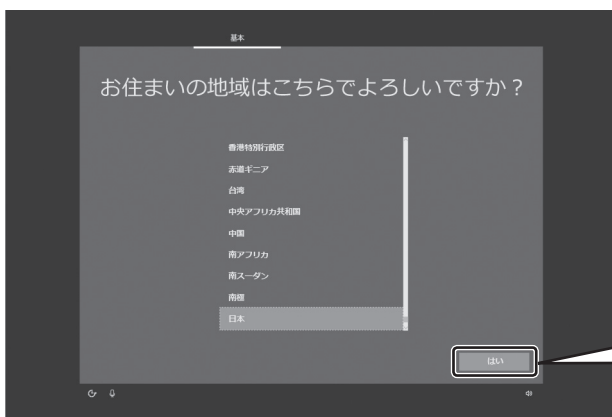 基本
お住まいの地域はこちらでよろしいですか？
香港特別行政区
赤道ギニア
台湾
中央アフリカ共和国
中国
南アフリカ
南スーダン
南極
日本
はい